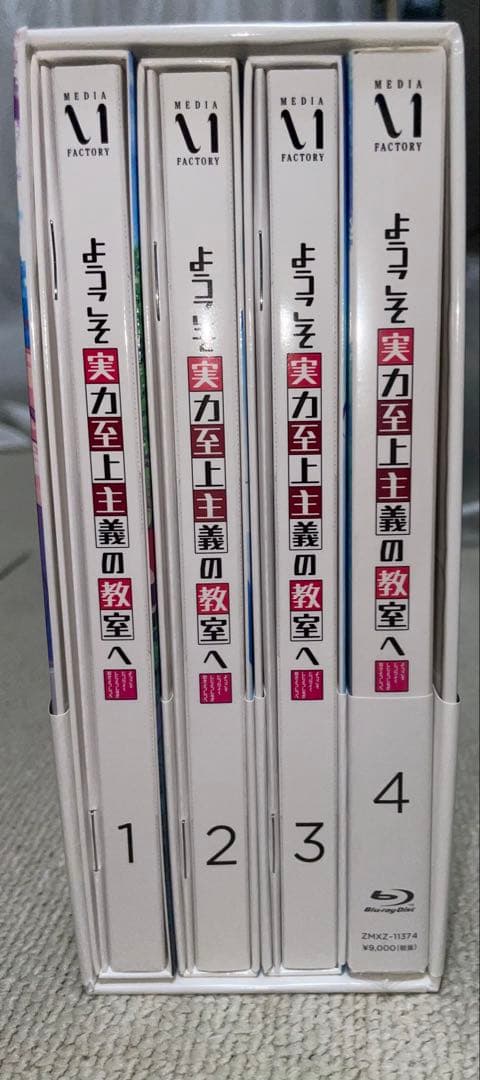 MEDIA
FACTORY
ようこそ実力至上主義の教室へ
1
MEDIA
FACTORY
ようこそ実力至上主義の教室へ
2
MEDIA
FACTORY
ようこそ実力至上主義の教室へ
3
MEDIA
FACTORY
ようこそ実力至上主義の教室へ
4
Blu-ray Disc
ZMXZ-11374
¥9,000(税抜)